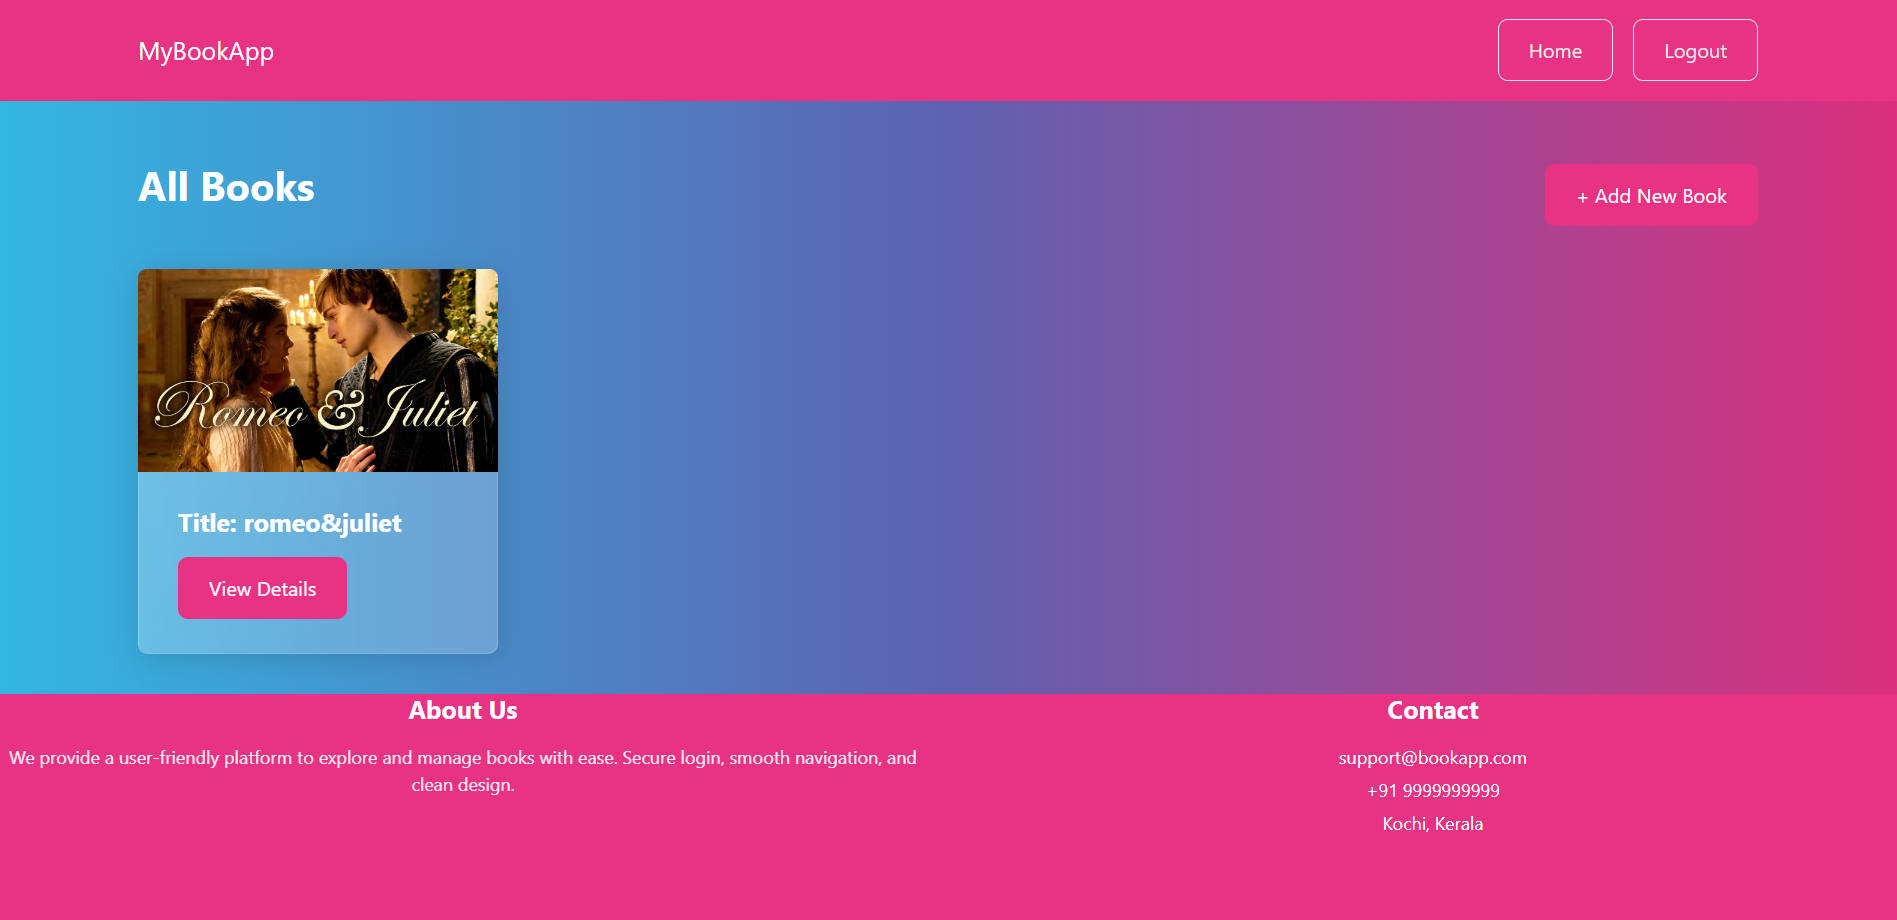 MyBookApp
Home
Logout
All Books
+ Add New Book
Romeo & Juliet
Title: romeo&juliet
View Details
About Us
We provide a user-friendly platform to explore and manage books with ease. Secure login, smooth navigation, and
clean design.
Contact
support@bookapp.com
+91 9999999999
Kochi, Kerala